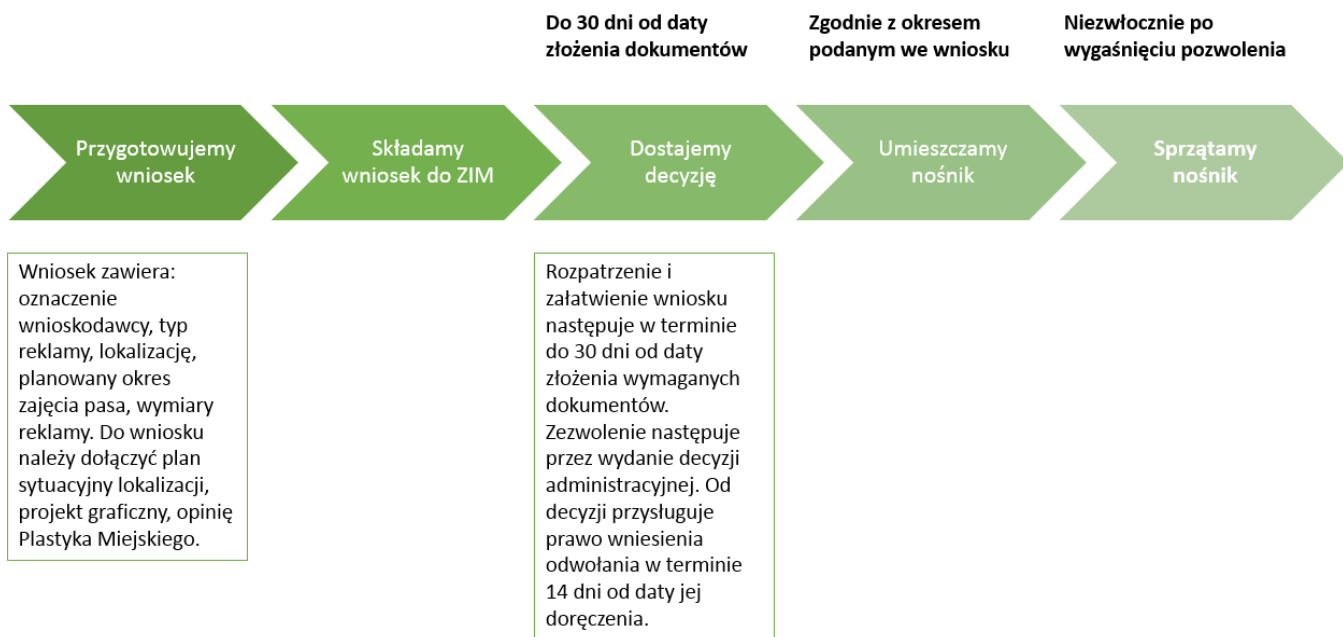 Do 30 dni od daty
złożenia dokumentów
Zgodnie z okresem
podanym we wniosku
Niezwłocznie po
wygaśnięciu pozwolenia
Przygotowujemy
wniosek
Składamy
wniosek do ZIM
Dostajemy
decyzję
Umieszczamy
nośnik
Sprzątamy
nośnik
Wniosek zawiera:
oznaczenie
wnioskodawcy, typ
reklamy, lokalizację,
planowany okres
zajęcia pasa, wymiary
reklamy. Do wniosku
należy dołączyć plan
sytuacyjny lokalizacji,
projekt graficzny, opinię
Plastyka Miejskiego.
Rozpatrzenie i
załatwienie wniosku
następuje w terminie
do 30 dni od daty
złożenia wymaganych
dokumentów.
Zezwolenie następuje
przez wydanie decyzji
administracyjnej. Od
decyzji przysługuje
prawo wniesienia
odwołania w terminie
14 dni od daty jej
doręczenia.